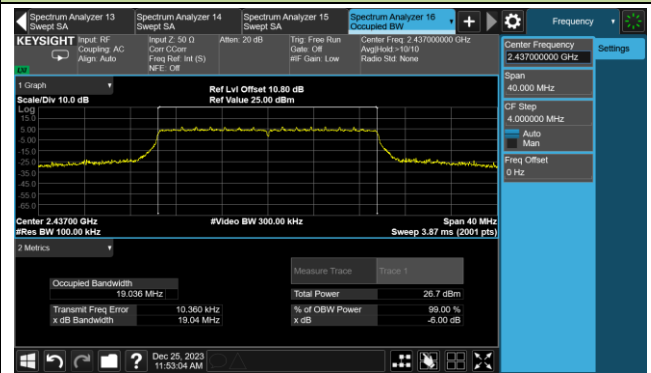 Spectrum Analyzer 13
Swept SA
Spectrum Analyzer 14
Swept SA
Spectrum Analyzer 15
Swept SA
Spectrum Analyzer 16
Occupied BW
Frequency
KEYSIGHT
Input: RF
Coupling: AC
Align: Auto
Input Z: 50 Ω
Corr CCorr
Freq Ref: Int (S)
NFE: Off
Atten: 20 dB
Trig: Free Run
Gate: Off
#IF Gain: Low
Center Freq: 2.437000000 GHz
Avg|Hold:>10/10
Radio Std: None
Center Frequency
2.437000000 GHz
Settings
Span
40.000 MHz
CF Step
4.000000 MHz
Auto
Man
Freq Offset
0 Hz
1 Graph
Scale/Div 10.0 dB
Ref Lvl Offset 10.80 dB
Ref Value 25.00 dBm
Log
15.0
5.00
-5.00
-15.0
-25.0
-35.0
-45.0
-55.0
-65.0
Center 2.43700 GHz
#Res BW 100.00 kHz
#Video BW 300.00 kHz
Span 40 MHz
Sweep 3.87 ms (2001 pts)
2 Metrics
Measure Trace
Trace 1
Occupied Bandwidth
19.036 MHz
Total Power
26.7 dBm
Transmit Freq Error
10.360 kHz
% of OBW Power
99.00 %
x dB Bandwidth
19.04 MHz
x dB
-6.00 dB
Dec 25, 2023
11:53:04 AM